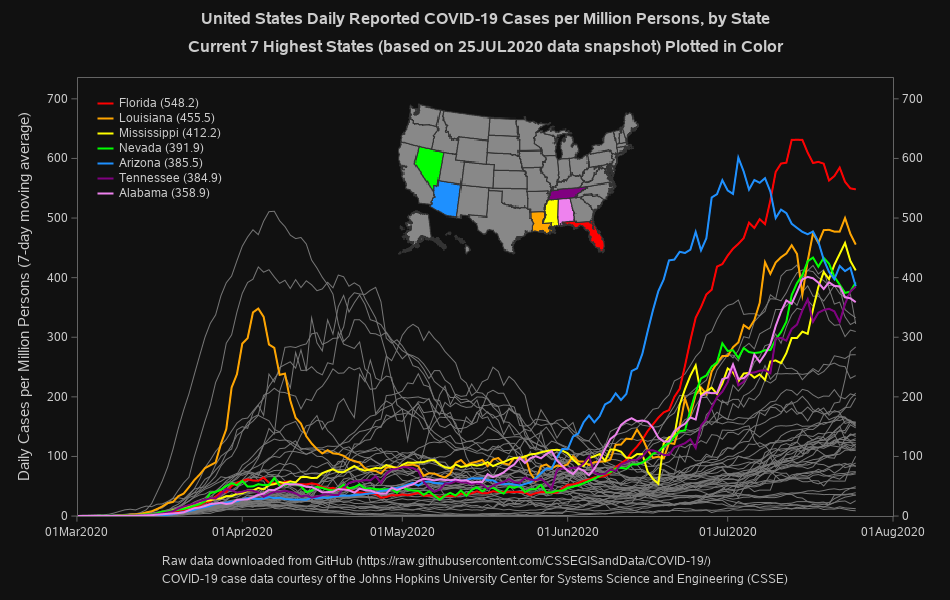 United States Daily Reported COVID-19 Cases per Million Persons, by State
Current 7 Highest States (based on 25JUL2020 data snapshot) Plotted in Color
Daily Cases per Million Persons (7-day moving average)
700
600
500
400
300
200
100
0
Florida (548.2)
Louisiana (455.5)
Mississippi (412.2)
Nevada (391.9)
Arizona (385.5)
Tennessee (384.9)
Alabama (358.9)
700
600
500
400
300
200
100
0
01Mar2020 01Apr2020 01May2020 01Jun2020 01Jul2020 01Aug2020
Raw data downloaded from GitHub (https://raw.githubusercontent.com/CSSEGISandData/COVID-19/)
COVID-19 case data courtesy of the Johns Hopkins University Center for Systems Science and Engineering (CSSE)